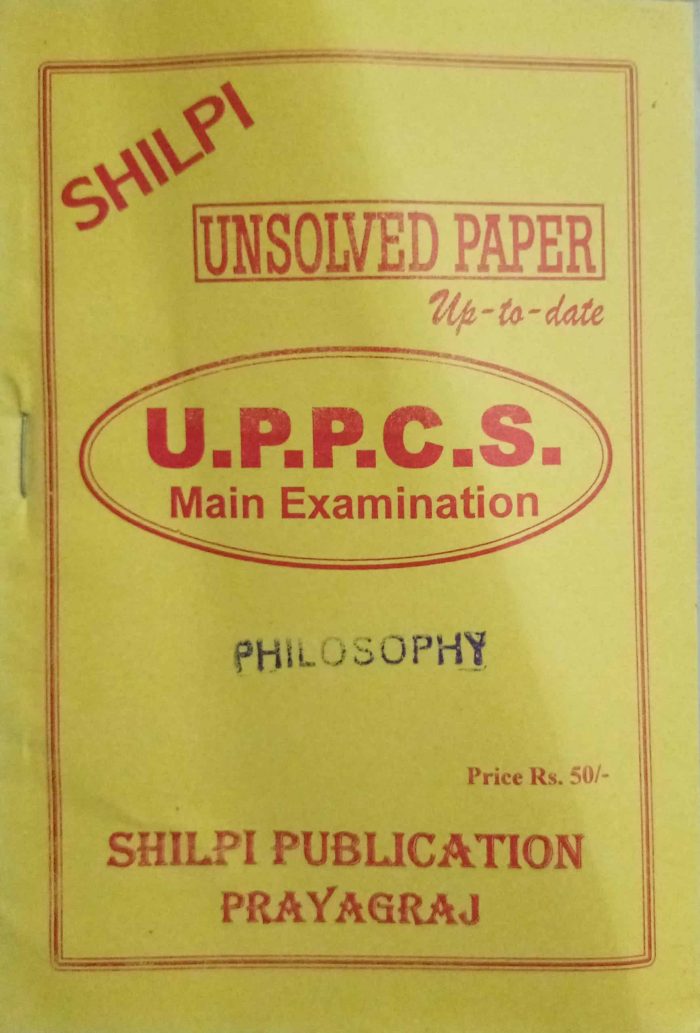 SHILPI
UNSOLVED PAPER
Up-to-date
U.P.P.C.S.
Main Examination
PHILOSOPHY
Price Rs. 50/-
SHILPI PUBLICATION
PRAYAGRAJ